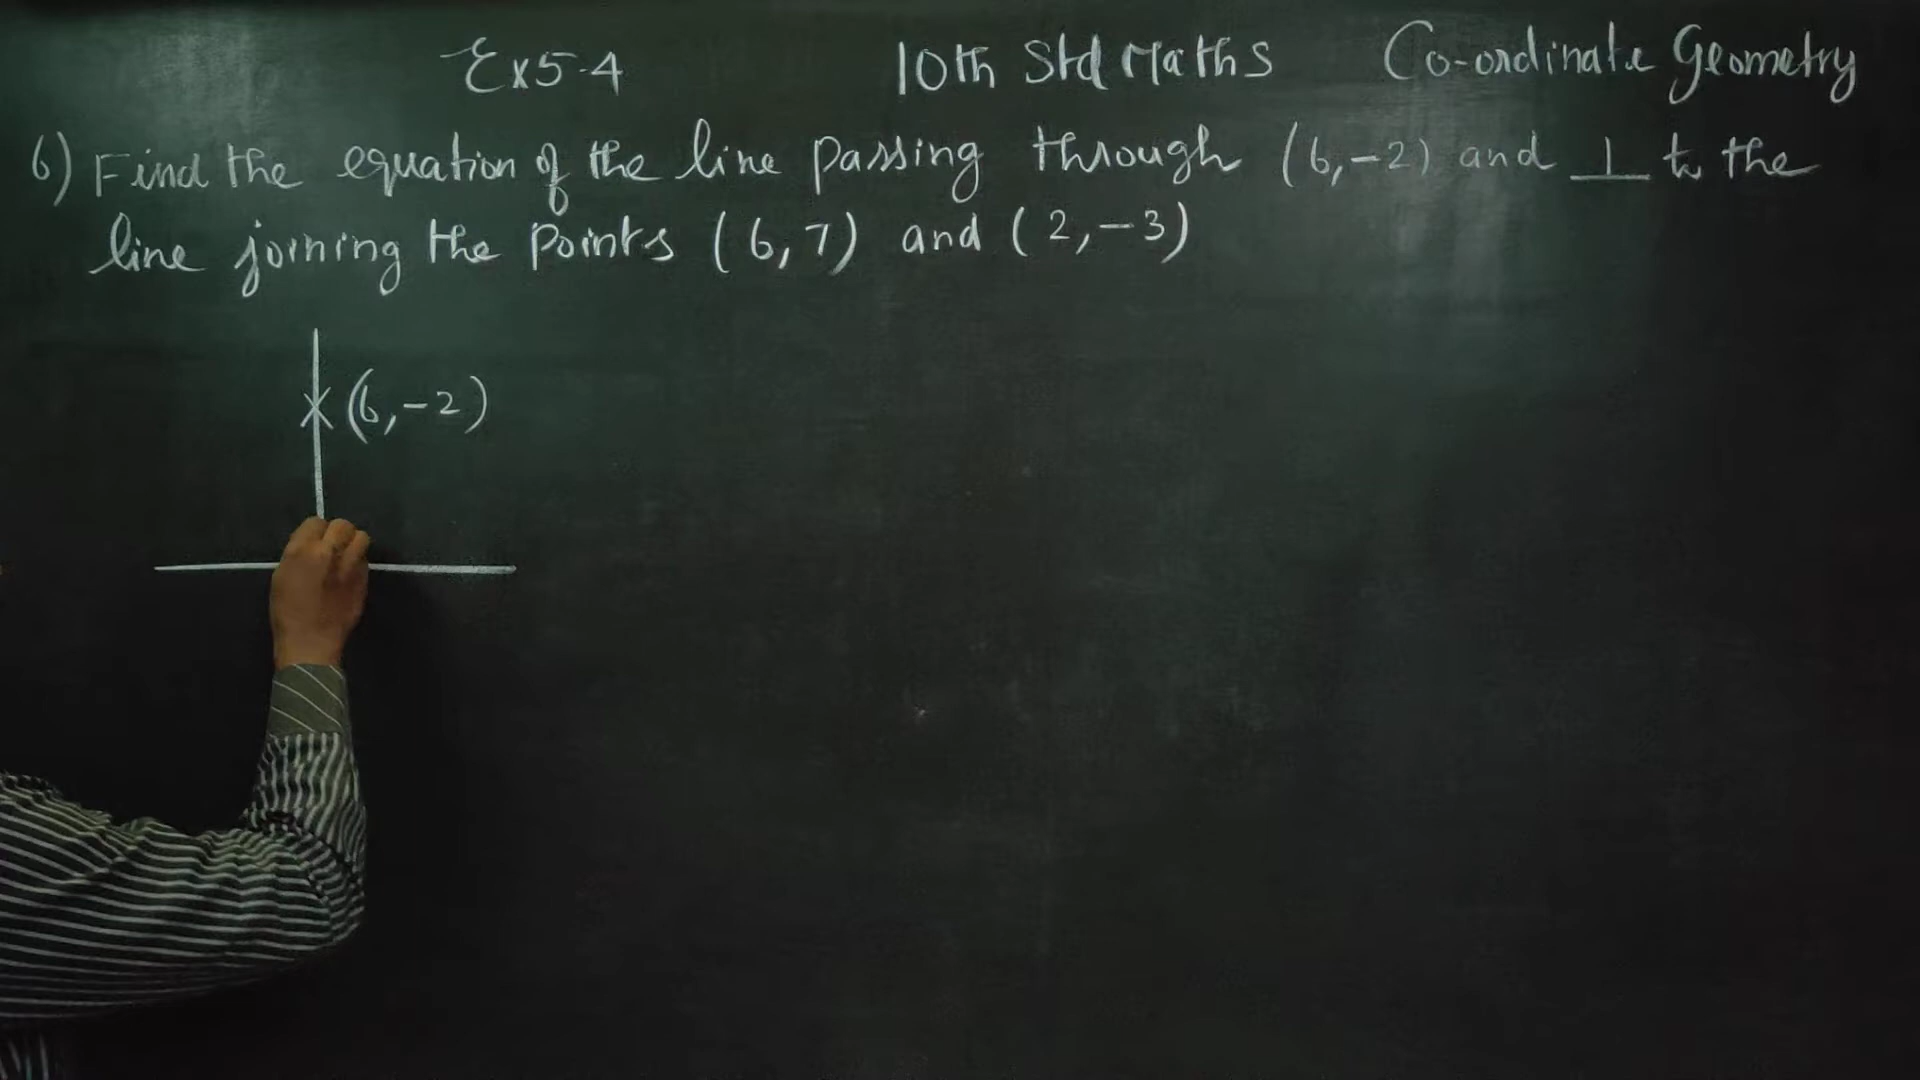 Ex 5.4 10th Std Maths Co-ordinate Geometry
6) Find the equation of the line passing through (6,-2) and ⊥ to the
line joining the points (6,7) and (2,-3)
(6,-2)